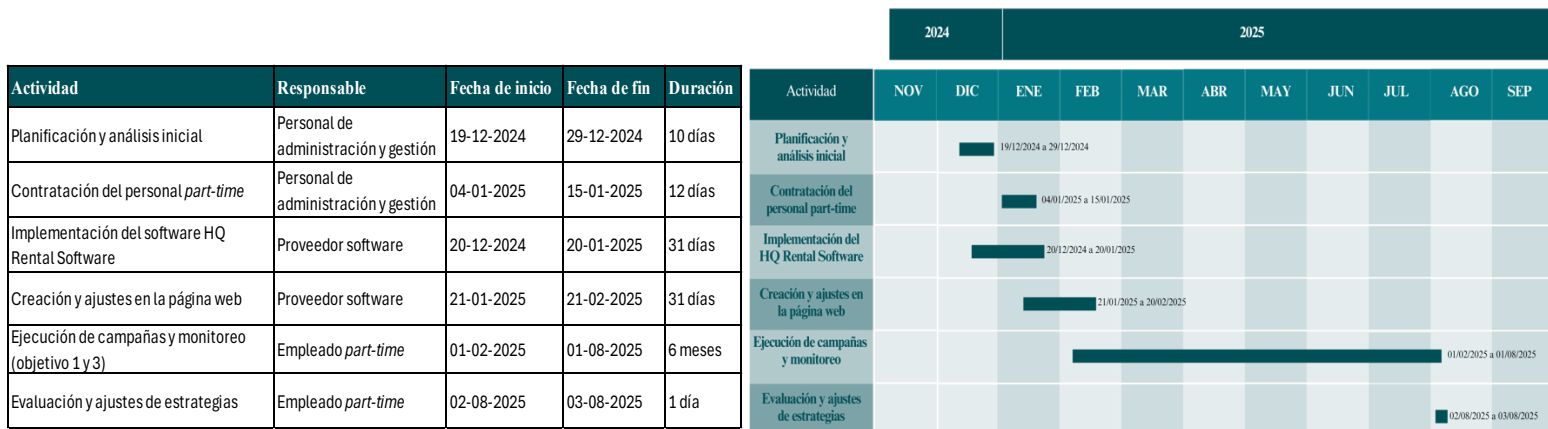 Actividad Responsable Fecha de inicio Fecha de fin Duración
Planificación y análisis inicial Personal de administración y gestión 19-12-2024 29-12-2024 10 días
Contratación del personal part-time Personal de administración y gestión 04-01-2025 15-01-2025 12 días
Implementación del software HQ Rental Software Proveedor software 20-12-2024 20-01-2025 31 días
Creación y ajustes en la página web Proveedor software 21-01-2025 21-02-2025 31 días
Ejecución de campañas y monitoreo (objetivo 1 y 3) Empleado part-time 01-02-2025 01-08-2025 6 meses
Evaluación y ajustes de estrategias Empleado part-time 02-08-2025 03-08-2025 1 día
2024 2025
Actividad NOV DIC ENE FEB MAR ABR MAY JUN JUL AGO SEP
Planificación y
análisis inicial
19/12/2024 a 29/12/2024
Contratación del
personal part-time
04/01/2025 a 15/01/2025
Implementación del
HQ Rental Software
20/12/2024 a 20/01/2025
Creación y ajustes en
la página web
21/01/2025 a 20/02/2025
Ejecución de campañas
y monitoreo
01/02/2025 a 01/08/2025
Evaluación y ajustes
de estrategias
02/08/2025 a 03/08/2025